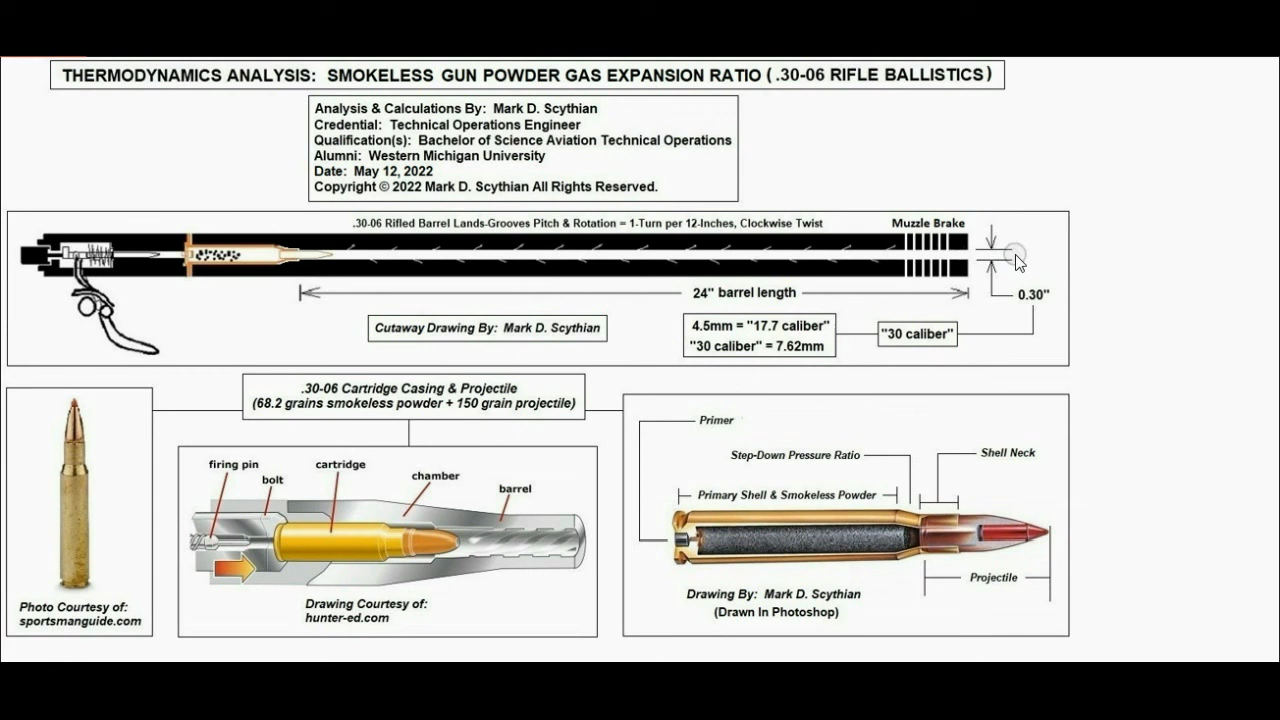 THERMODYNAMICS ANALYSIS: SMOKELESS GUN POWDER GAS EXPANSION RATIO ( .30-06 RIFLE BALLISTICS )
Analysis & Calculations By: Mark D. Scythian
Credential: Technical Operations Engineer
Qualification(s): Bachelor of Science Aviation Technical Operations
Alumni: Western Michigan University
Date: May 12, 2022
Copyright © 2022 Mark D. Scythian All Rights Reserved.
.30-06 Rifled Barrel Lands-Grooves Pitch & Rotation = 1-Turn per 12-Inches, Clockwise Twist
Muzzle Brake
24" barrel length
0.30"
Cutaway Drawing By: Mark D. Scythian
4.5mm = "17.7 caliber"
"30 caliber" = 7.62mm
"30 caliber"
.30-06 Cartridge Casing & Projectile
(68.2 grains smokeless powder + 150 grain projectile)
Photo Courtesy of:
sportsmanguide.com
firing pin
bolt
cartridge
chamber
barrel
Drawing Courtesy of:
hunter-ed.com
Primer
Step-Down Pressure Ratio
Shell Neck
Primary Shell & Smokeless Powder
Projectile
Drawing By: Mark D. Scythian
(Drawn In Photoshop)